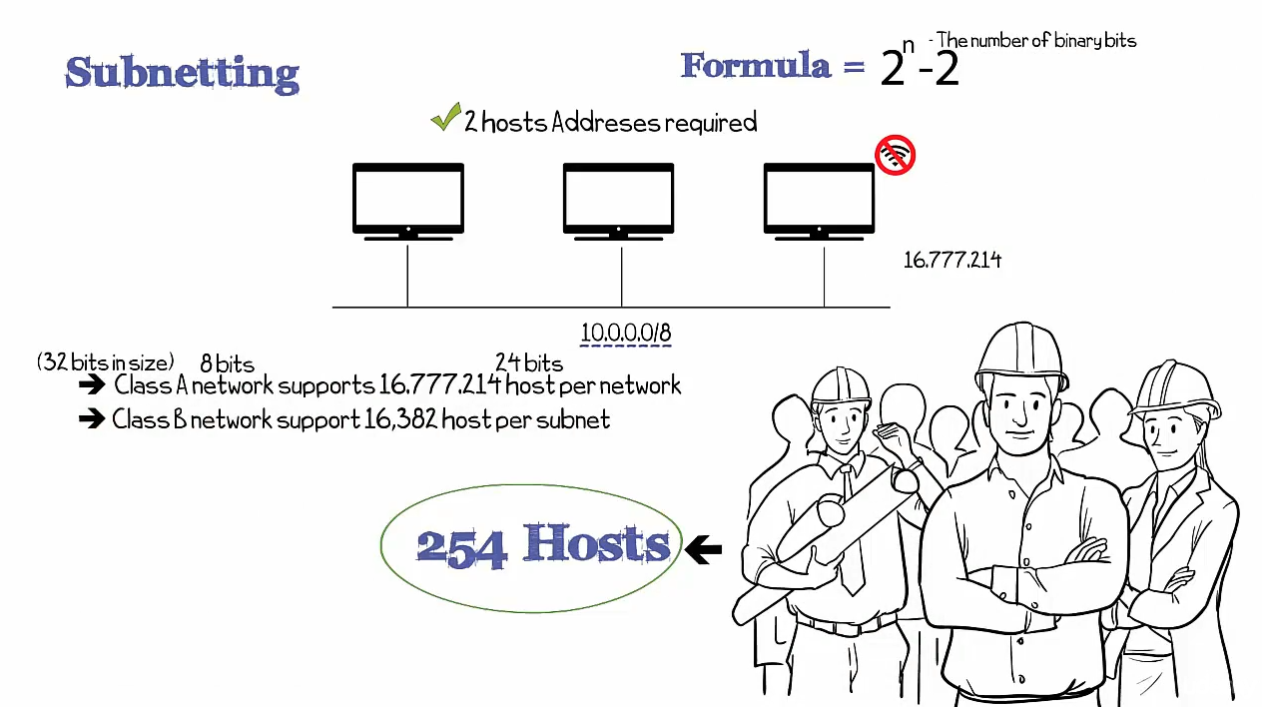 Subnetting
Formula = 2^n -2
- The number of binary bits
2 hosts Addreses required
16.777.214
10.0.0.0/8
(32 bits in size) 8 bits 24 bits
Class A network supports 16.777.214 host per network
Class B network support 16,382 host per subnet
254 Hosts